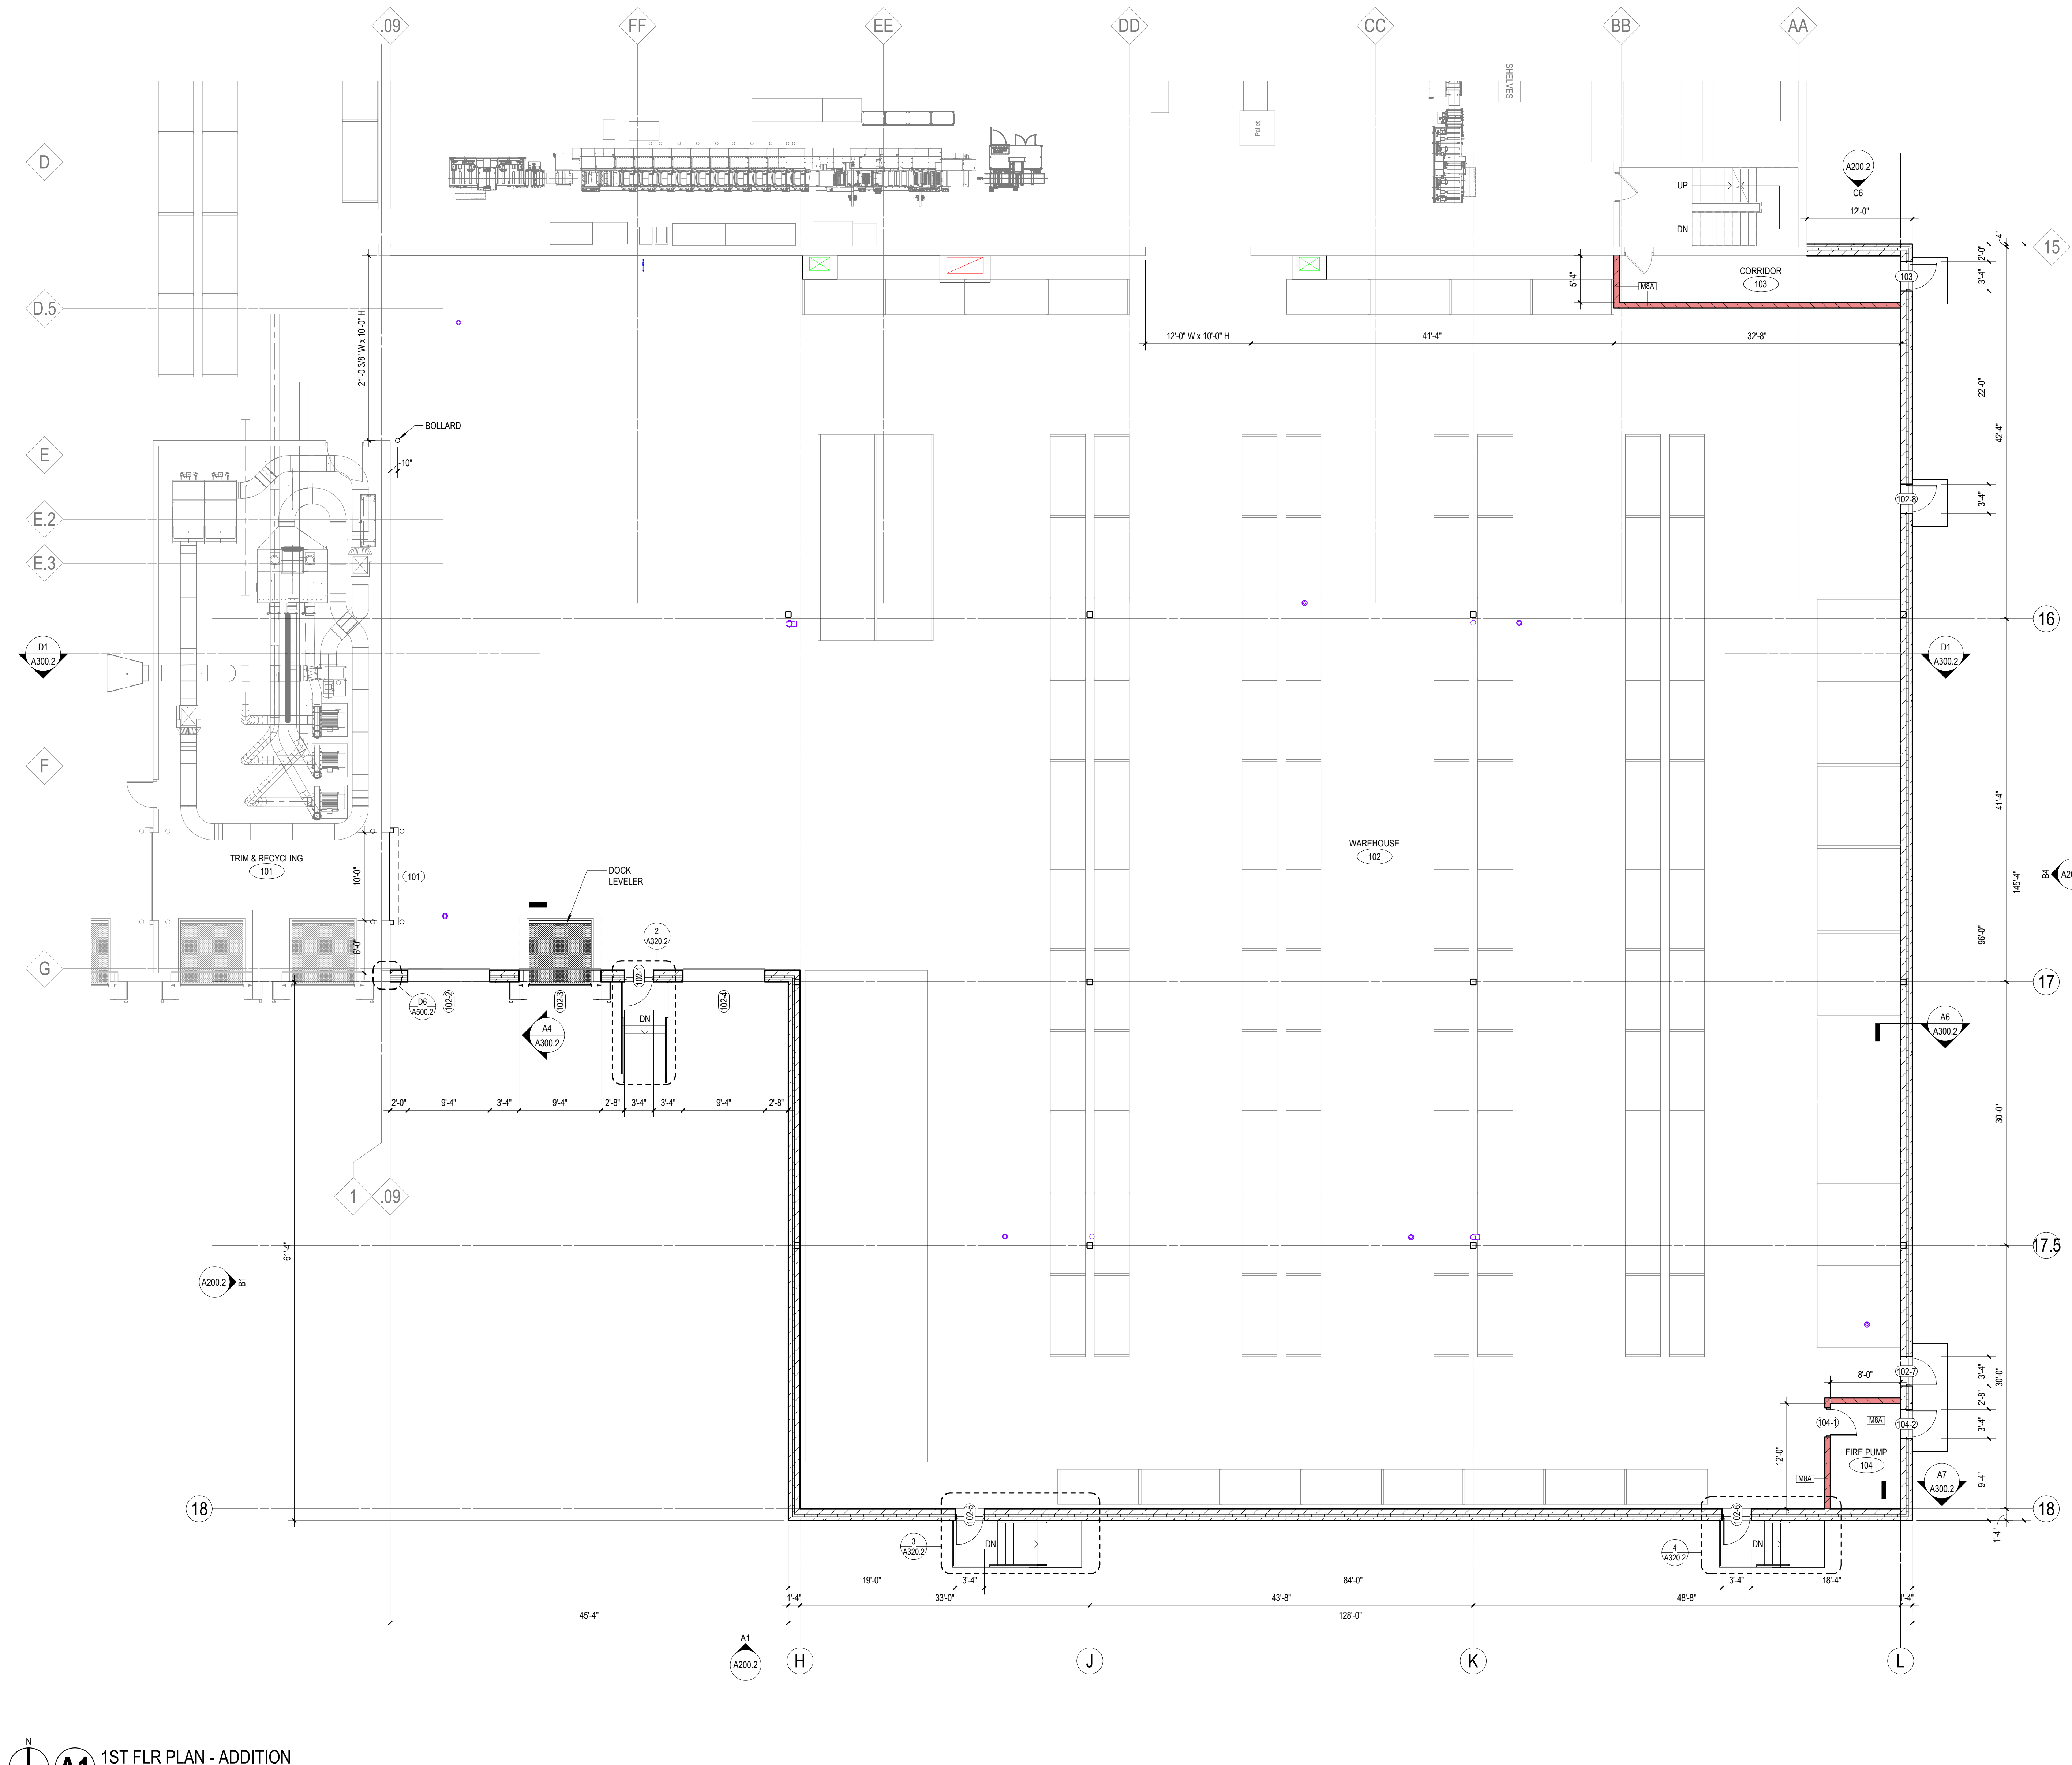 .09
FF
EE
DD
CC
BB
AA
SHELVES
Pallet
D
UP
DN
A200.2
C6
12'-0"
4"
15
2'-0"
CORRIDOR
103
103
M8A
5'-4"
3'-4"
D.5
21'-0 3/8" W x 10'-0" H
12'-0" W x 10'-0" H
41'-4"
32'-8"
22'-0"
42'-4"
BOLLARD
10"
E
E.2
E.3
102-8
3'-4"
16
D1
A300.2
D1
A300.2
F
41'-4"
WAREHOUSE
102
TRIM & RECYCLING
101
10'-0"
101
DOCK
LEVELER
145'-4"
B4
96'-0"
6'-0"
2
A320.2
G
102-1
D6
A500.2
102-2
102-3
102-4
17
A4
A300.2
DN
A6
A300.2
2'-0"
9'-4"
3'-4"
9'-4"
2'-8"
3'-4"
3'-4"
9'-4"
2'-8"
30'-0"
1
.09
61'-4"
17.5
A200.2
B1
102-7
3'-4"
30'-0"
8'-0"
2'-8"
M8A
104-1
104-2
3'-4"
12'-0"
FIRE PUMP
104
M8A
A7
A300.2
9'-4"
18
18
102-5
102-6
1'-4"
3
A320.2
DN
4
A320.2
DN
19'-0"
3'-4"
84'-0"
3'-4"
18'-4"
1'-4"
33'-0"
43'-8"
48'-8"
1'-4"
45'-4"
128'-0"
A1
A200.2
H
J
K
L
N
A1
1ST FLR PLAN - ADDITION